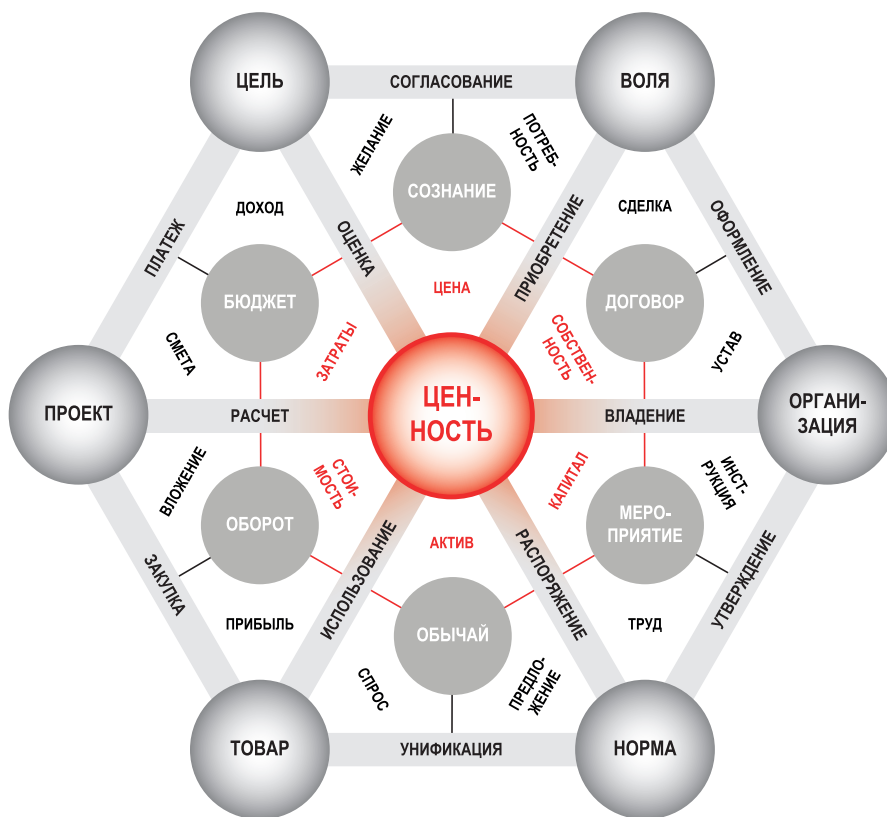 ЦЕЛЬ
СОГЛАСОВАНИЕ
ВОЛЯ
ЖЕЛАНИЕ
ПОТРЕБ-
НОСТЬ
СОЗНАНИЕ
ДОХОД
СДЕЛКА
ПЛАТЕЖ
ОЦЕНКА
ПРИОБРЕТЕНИЕ
ОФОРМЛЕНИЕ
ЦЕНА
БЮДЖЕТ
ДОГОВОР
СМЕТА
ЗАТРАТЫ
СОБСТВЕН-
НОСТЬ
УСТАВ
ПРОЕКТ
РАСЧЕТ
ЦЕН-
НОСТЬ
ВЛАДЕНИЕ
ОРГАНИ-
ЗАЦИЯ
ВЛОЖЕНИЕ
СТОИ-
МОСТЬ
КАПИТАЛ
ИНСТ-
РУКЦИЯ
ОБОРОТ
АКТИВ
МЕРО-
ПРИЯТИЕ
ЗАКУПКА
ИСПОЛЬЗОВАНИЕ
РАСПОРЯЖЕНИЕ
УТВЕРЖДЕНИЕ
ПРИБЫЛЬ
ОБЫЧАЙ
ТРУД
СПРОС
ПРЕДЛО-
ЖЕНИЕ
ТОВАР
УНИФИКАЦИЯ
НОРМА